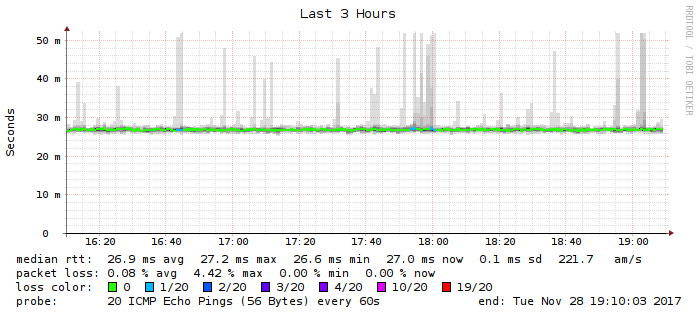 Last 3 Hours
RRDTOOL / TOBI OETIKER
Seconds
50 m
40 m
30 m
20 m
10 m
0
16:20 16:40 17:00 17:20 17:40 18:00 18:20 18:40 19:00
median rtt: 26.9 ms avg 27.2 ms max 26.6 ms min 27.0 ms now 0.1 ms sd 221.7 am/s
packet loss: 0.08 % avg 4.42 % max 0.00 % min 0.00 % now
loss color: 0 1/20 2/20 3/20 4/20 10/20 19/20
probe: 20 ICMP Echo Pings (56 Bytes) every 60s end: Tue Nov 28 19:10:03 2017